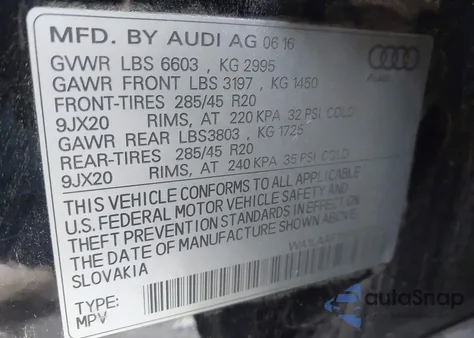 MFD. BY AUDI AG 06 16
GVWR LBS 6603 , KG 2995
GAWR FRONT LBS 3197 , KG 1450
FRONT-TIRES 285/45 R20
9JX20 RIMS, AT 220 KPA 32 PSI COLD
GAWR REAR LBS3803 , KG 1725
REAR-TIRES 285/45 R20
9JX20 RIMS, AT 240 KPA 35 PSI COLD
THIS VEHICLE CONFORMS TO ALL APPLICABLE
U.S. FEDERAL MOTOR VEHICLE SAFETY AND
THEFT PREVENTION STANDARDS IN EFFECT ON
THE DATE OF MANUFACTURE SHOWN ABOVE.
SLOVAKIA
TYPE:
MPV
autoSnap